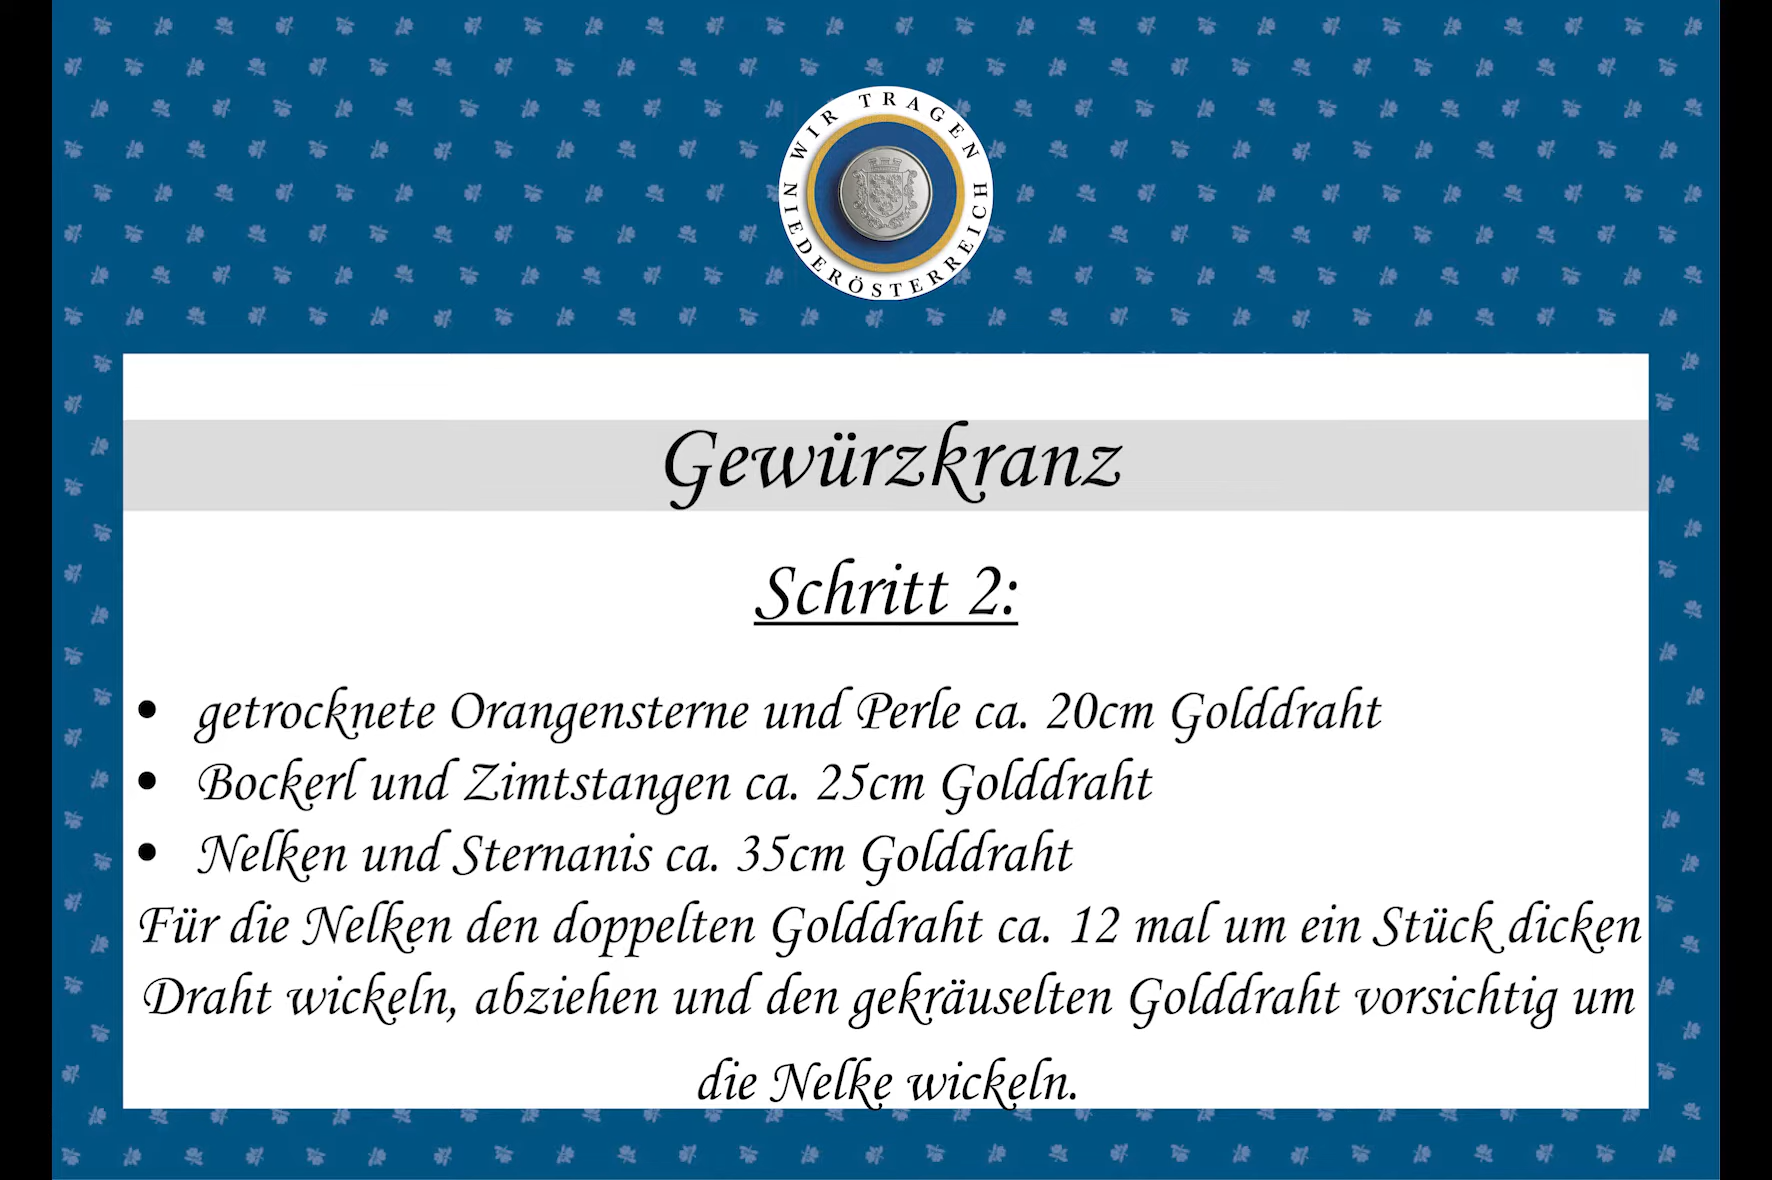 WIR TRAGEN NIEDERÖSTERREICH
Gewürzkranz
Schritt 2:
• getrocknete Orangensterne und Perle ca. 20cm Golddraht
• Bockerl und Zimtstangen ca. 25cm Golddraht
• Nelken und Sternanis ca. 35cm Golddraht
Für die Nelken den doppelten Golddraht ca. 12 mal um ein Stück dicken
Draht wickeln, abziehen und den gekräuselten Golddraht vorsichtig um
die Nelke wickeln.